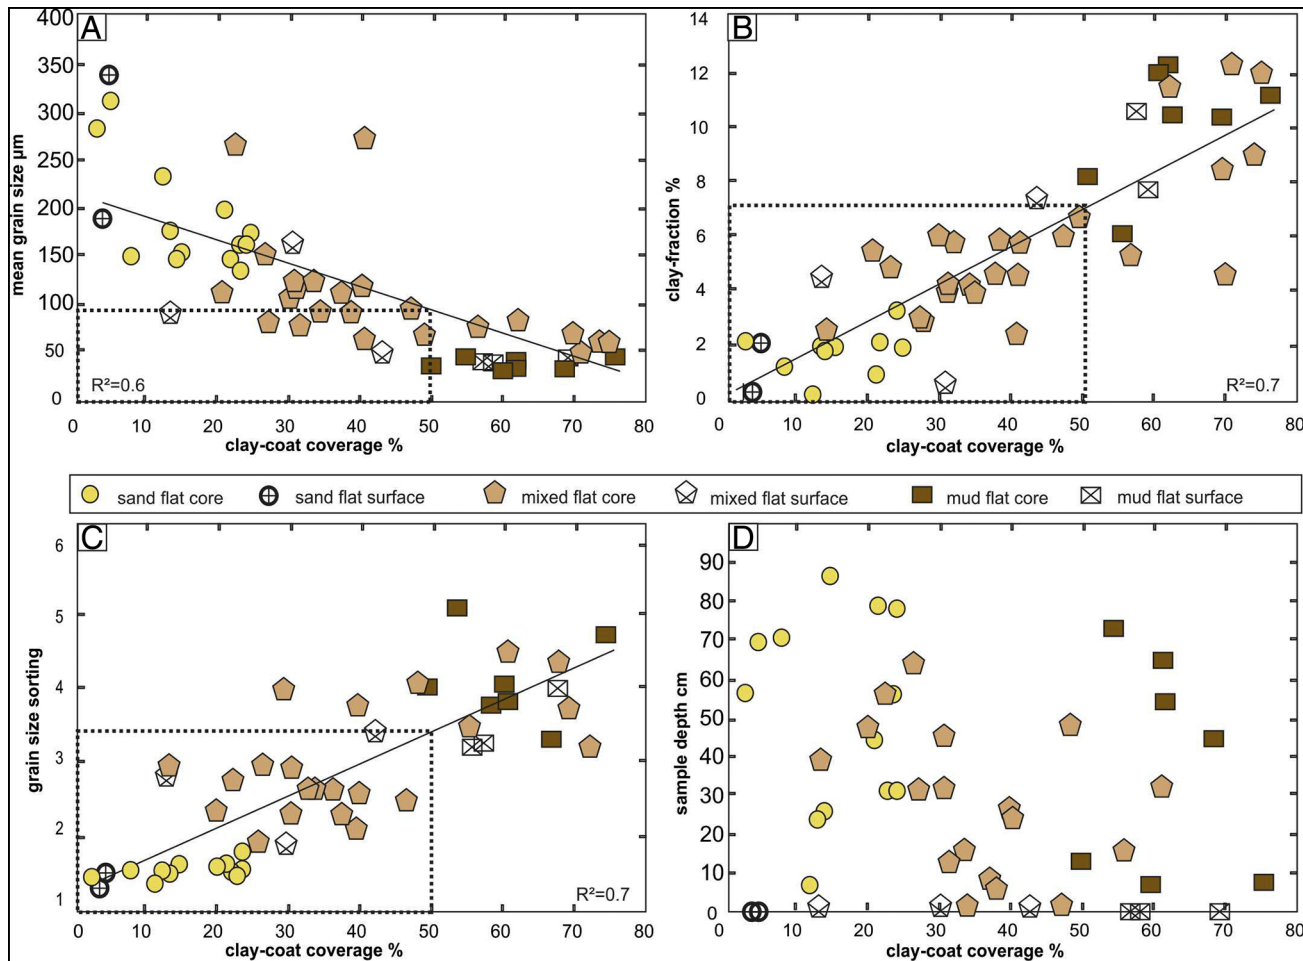 A
400
350
300
250
200
150
100
50
0
mean grain size µm
R²=0.6
0 10 20 30 40 50 60 70 80
clay-coat coverage %
B
14
12
10
8
6
4
2
0
clay-fraction %
R²=0.7
0 10 20 30 40 50 60 70 80
clay-coat coverage %
sand flat core sand flat surface mixed flat core mixed flat surface mud flat core mud flat surface
C
6
5
4
3
2
1
grain size sorting
R²=0.7
0 10 20 30 40 50 60 70 80
clay-coat coverage %
D
90
80
70
60
50
40
30
20
10
0
sample depth cm
0 10 20 30 40 50 60 70 80
clay-coat coverage %